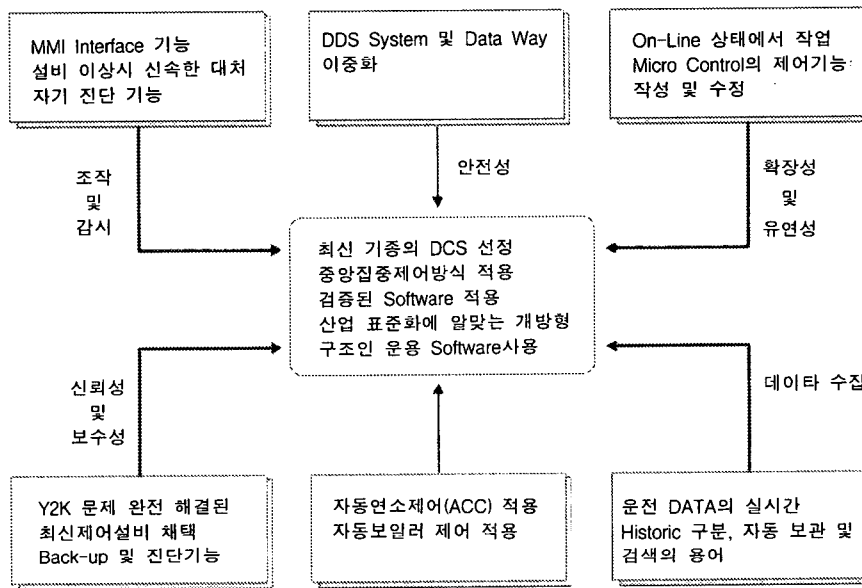 MMI Interface 기능
설비 이상시 신속한 대처
자기 진단 기능
DDS System 및 Data Way
이중화
On-Line 상태에서 작업
Micro Control의 제어기능
작성 및 수정
조작
및
감시
안전성
확장성
및
유연성
최신 기종의 DCS 선정
중앙집중제어방식 적용
검증된 Software 적용
산업 표준화에 알맞는 개방형
구조인 운용 Software사용
신뢰성
및
보수성
데이타 수집
Y2K 문제 완전 해결된
최신제어설비 채택
Back-up 및 진단기능
자동연소제어(ACC) 적용
자동보일러 제어 적용
운전 DATA의 실시간
Historic 구분, 자동 보관 및
검색의 용어